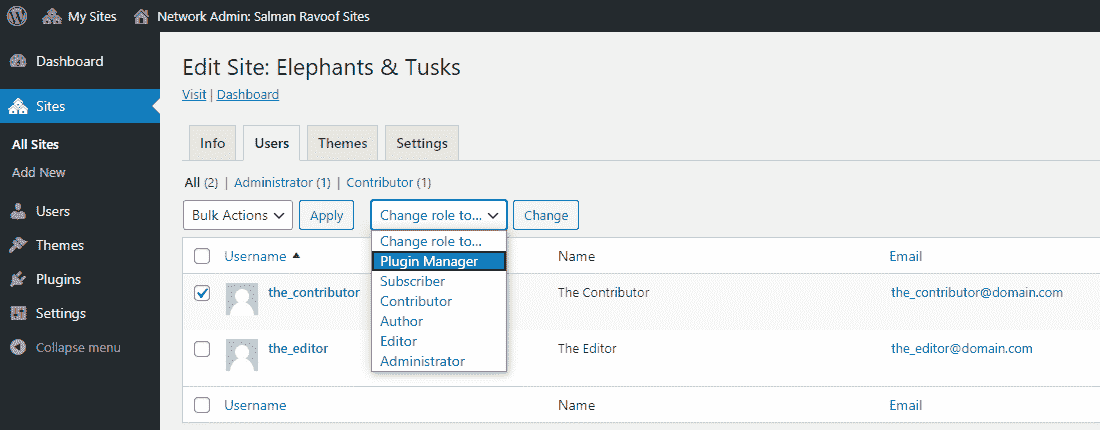 My Sites Network Admin: Salman Ravoof Sites
Dashboard
Sites
All Sites
Add New
Users
Themes
Plugins
Settings
Collapse menu
Edit Site: Elephants & Tusks
Visit | Dashboard
Info Users Themes Settings
All (2) | Administrator (1) | Contributor (1)
Bulk Actions Apply Change role to... Change
Change role to...
Plugin Manager
Subscriber
Contributor
Author
Editor
Administrator
Username Name Email
the_contributor The Contributor the_contributor@domain.com
the_editor The Editor the_editor@domain.com
Username Name Email